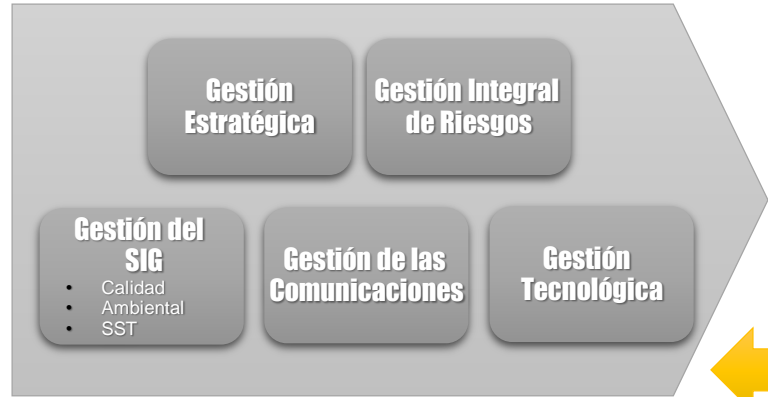 Gestión
Estratégica
Gestión Integral
de Riesgos
Gestión del
SIG
• Calidad
• Ambiental
• SST
Gestión de las
Comunicaciones
Gestión
Tecnológica